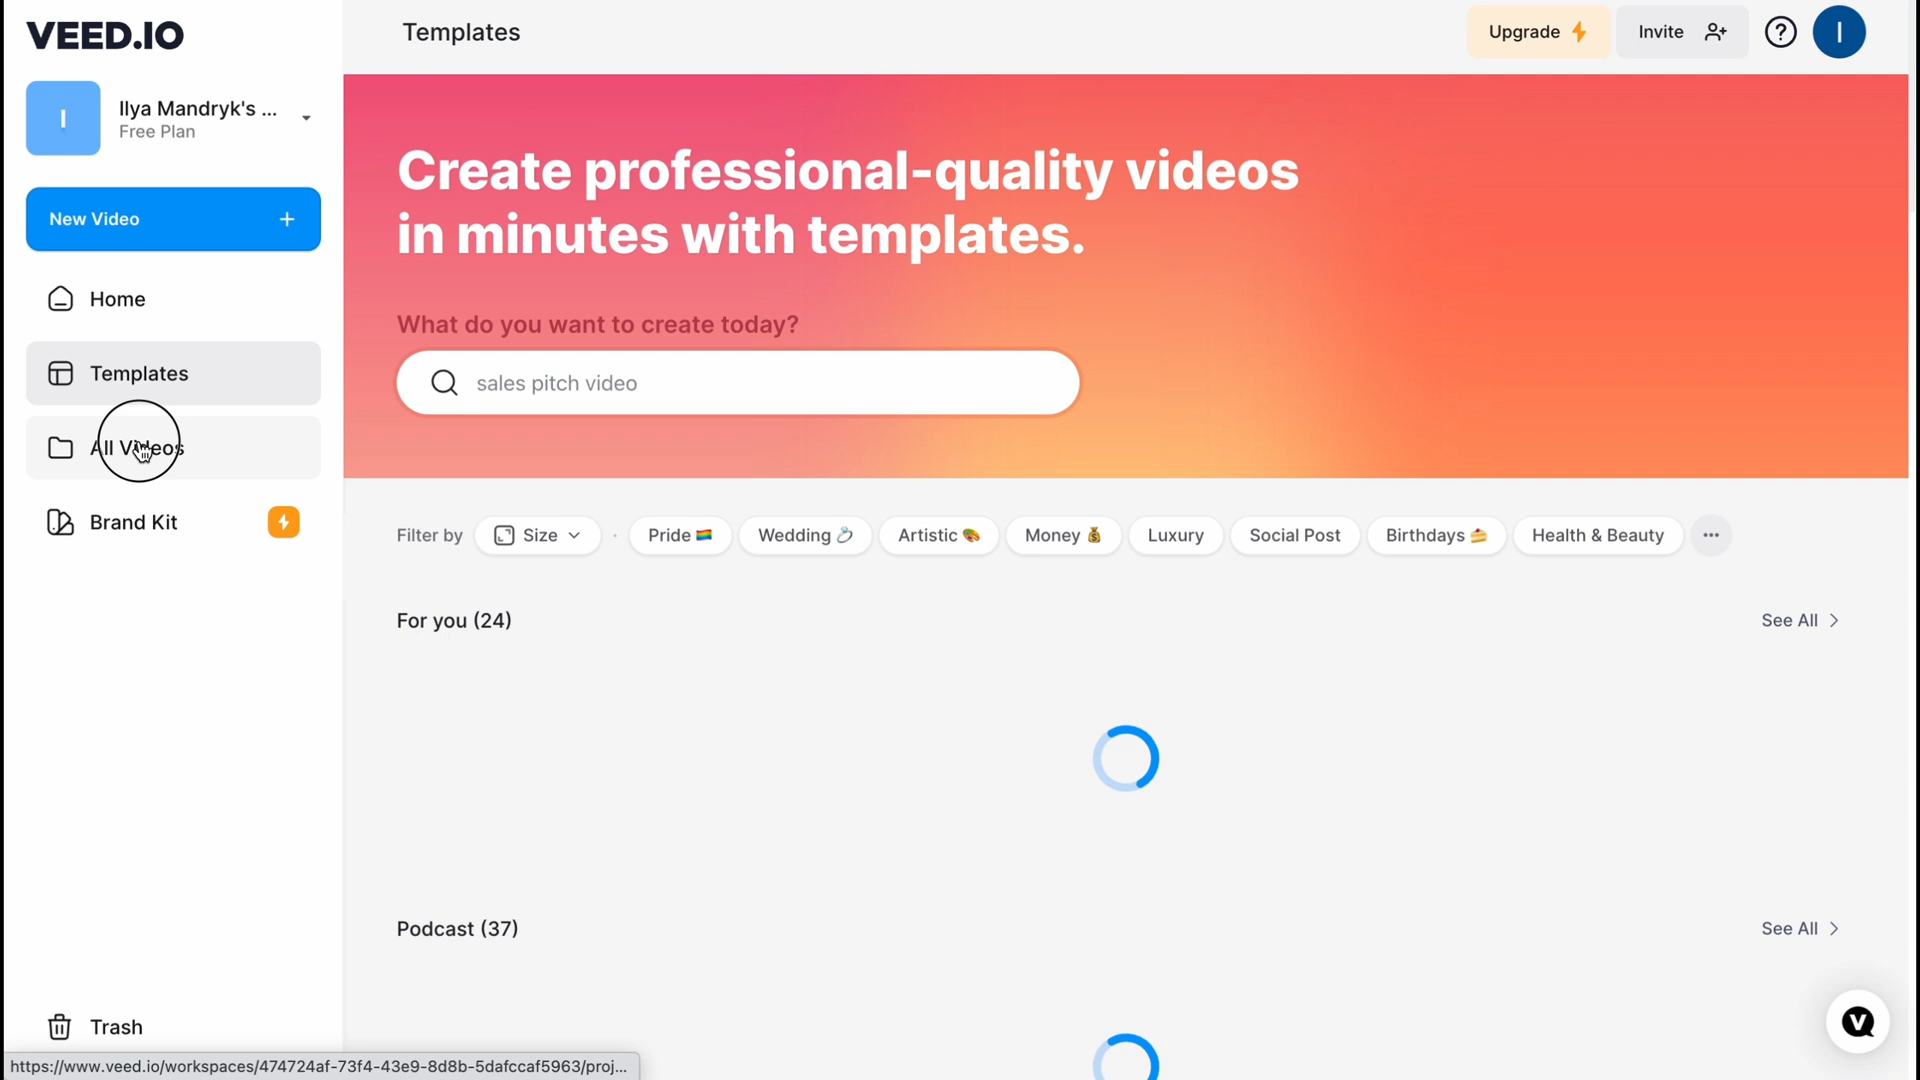 VEED.IO
Templates
Upgrade
Invite
I
I
Ilya Mandryk's ...
Free Plan
New Video +
Home
Templates
All Videos
Brand Kit
Trash
Create professional-quality videos
in minutes with templates.
What do you want to create today?
sales pitch video
Filter by Size · Pride Wedding Artistic Money Luxury Social Post Birthdays Health & Beauty ...
For you (24) See All
Podcast (37) See All
https://www.veed.io/workspaces/474724af-73f4-43e9-8d8b-5dafccaf5963/proj...